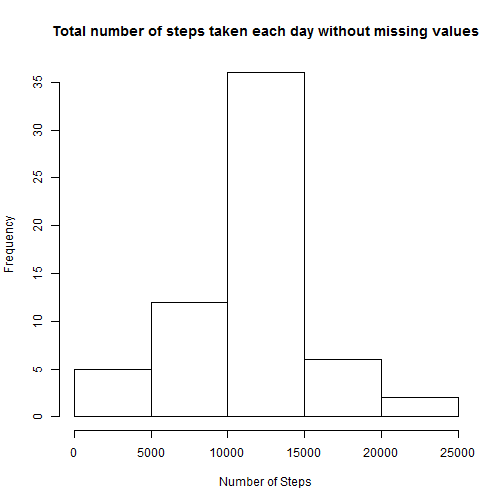 Total number of steps taken each day without missing values
Frequency
35
30
25
20
15
10
5
0
0 5000 10000 15000 20000 25000
Number of Steps